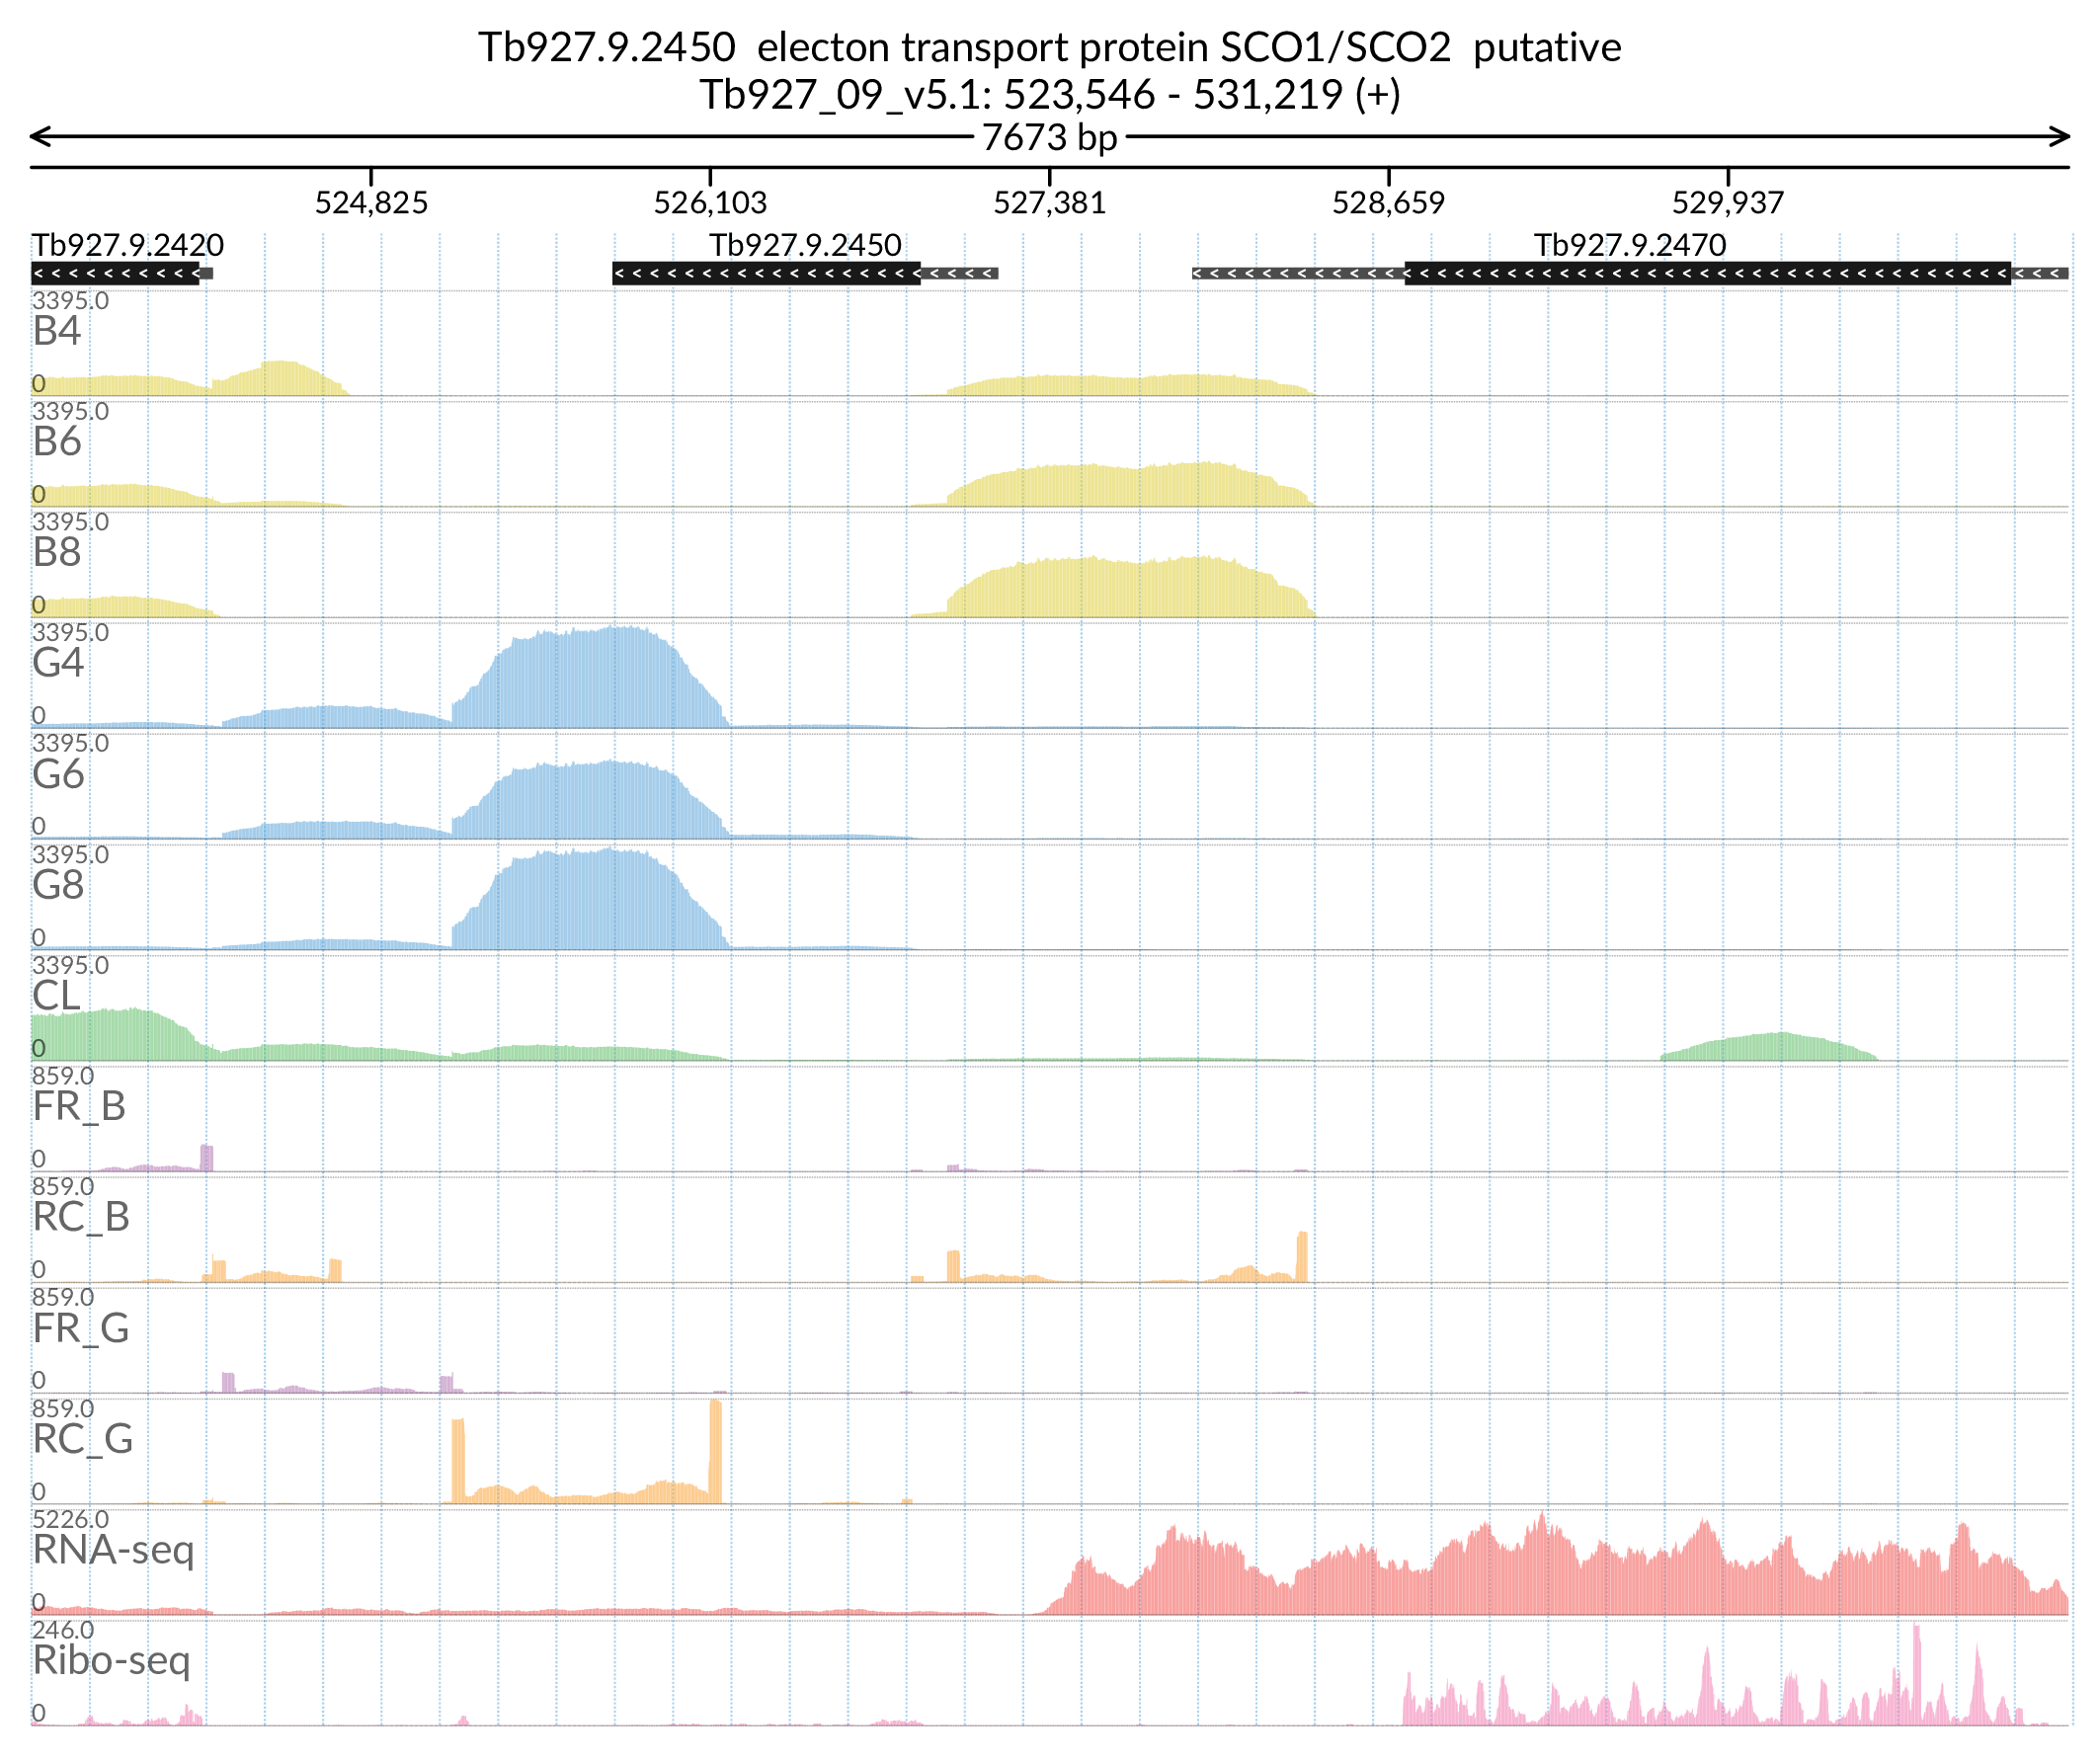 Tb927.9.2450 electon transport protein SCO1/SCO2 putative
Tb927_09_v5.1: 523,546 - 531,219 (+)
7673 bp
524,825 526,103 527,381 528,659 529,937
Tb927.9.2420 Tb927.9.2450 Tb927.9.2470
3395.0
B4
0
3395.0
B6
0
3395.0
B8
0
3395.0
G4
0
3395.0
G6
0
3395.0
G8
0
3395.0
CL
0
859.0
FR_B
0
859.0
RC_B
0
859.0
FR_G
0
859.0
RC_G
0
5226.0
RNA-seq
0
246.0
Ribo-seq
0